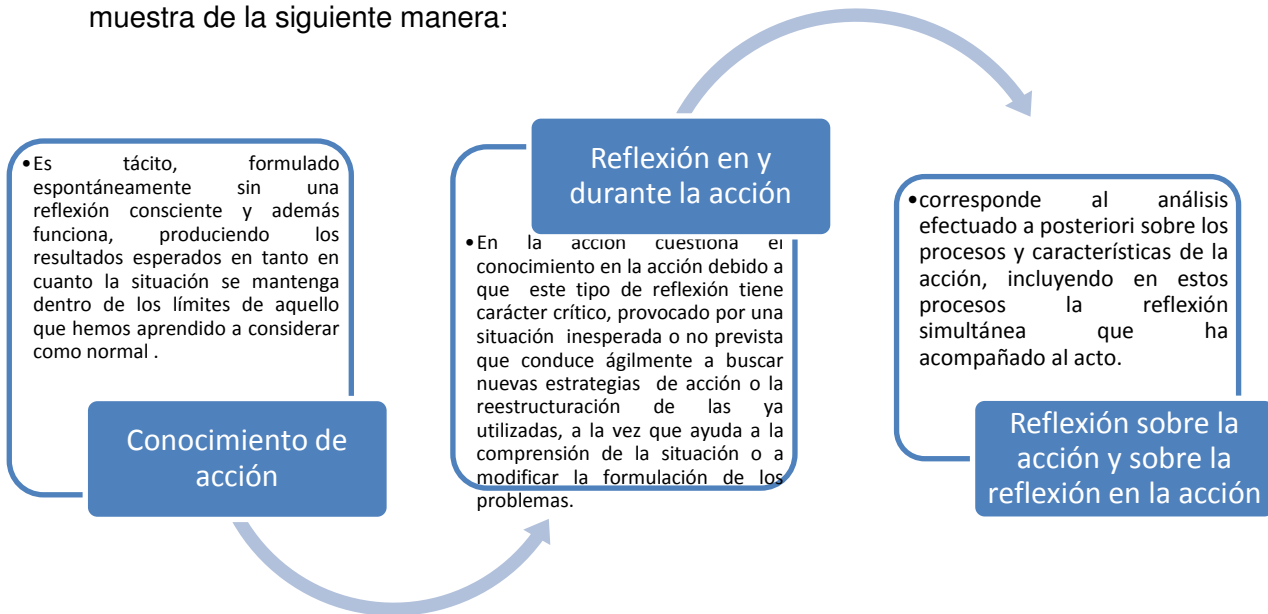 muestra de la siguiente manera:
•Es tácito, formulado
espontáneamente sin una
reflexión consciente y además
funciona, produciendo los
resultados esperados en tanto en
cuanto la situación se mantenga
dentro de los límites de aquello
que hemos aprendido a considerar
como normal .
Conocimiento de
acción
Reflexión en y
durante la acción
•En la acción cuestiona el
conocimiento en la acción debido a
que este tipo de reflexión tiene
carácter crítico, provocado por una
situación inesperada o no prevista
que conduce ágilmente a buscar
nuevas estrategias de acción o la
reestructuración de las ya
utilizadas, a la vez que ayuda a la
comprensión de la situación o a
modificar la formulación de los
problemas.
•corresponde al análisis
efectuado a posteriori sobre los
procesos y características de la
acción, incluyendo en estos
procesos la reflexión
simultánea que ha
acompañado al acto.
Reflexión sobre la
acción y sobre la
reflexión en la acción